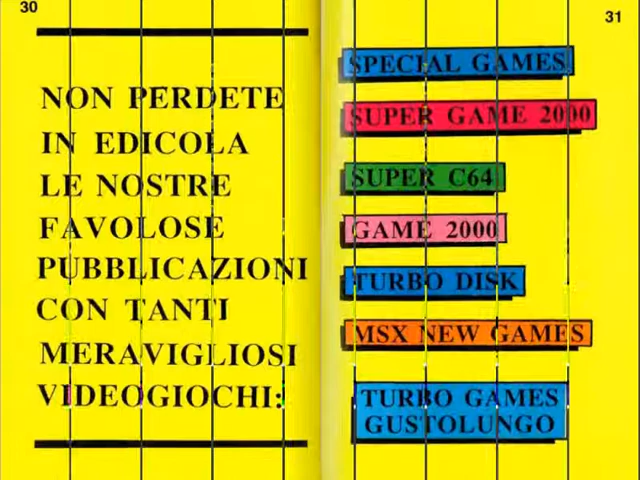 30
NON PERDETE
IN EDICOLA
LE NOSTRE
FAVOLOSE
PUBBLICAZIONI
CON TANTI
MERAVIGLIOSI
VIDEOGIOCHI:
31
SPECIAL GAMES
SUPER GAME 2000
SUPER C64
GAME 2000
TURBO DISK
MSX NEW GAMES
TURBO GAMES
GUSTOLUNGO